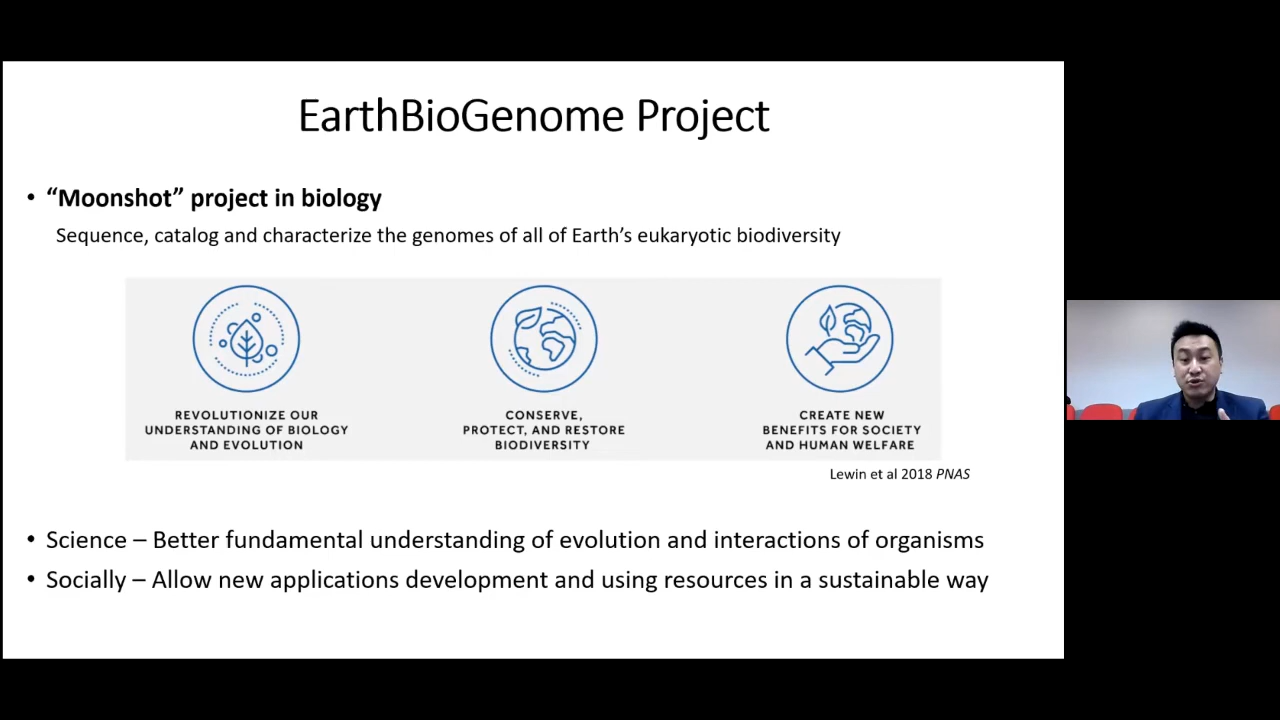 EarthBioGenome Project
• “Moonshot” project in biology
Sequence, catalog and characterize the genomes of all of Earth’s eukaryotic biodiversity
REVOLUTIONIZE OUR
UNDERSTANDING OF BIOLOGY
AND EVOLUTION
CONSERVE,
PROTECT, AND RESTORE
BIODIVERSITY
CREATE NEW
BENEFITS FOR SOCIETY
AND HUMAN WELFARE
Lewin et al 2018 PNAS
• Science – Better fundamental understanding of evolution and interactions of organisms
• Socially – Allow new applications development and using resources in a sustainable way